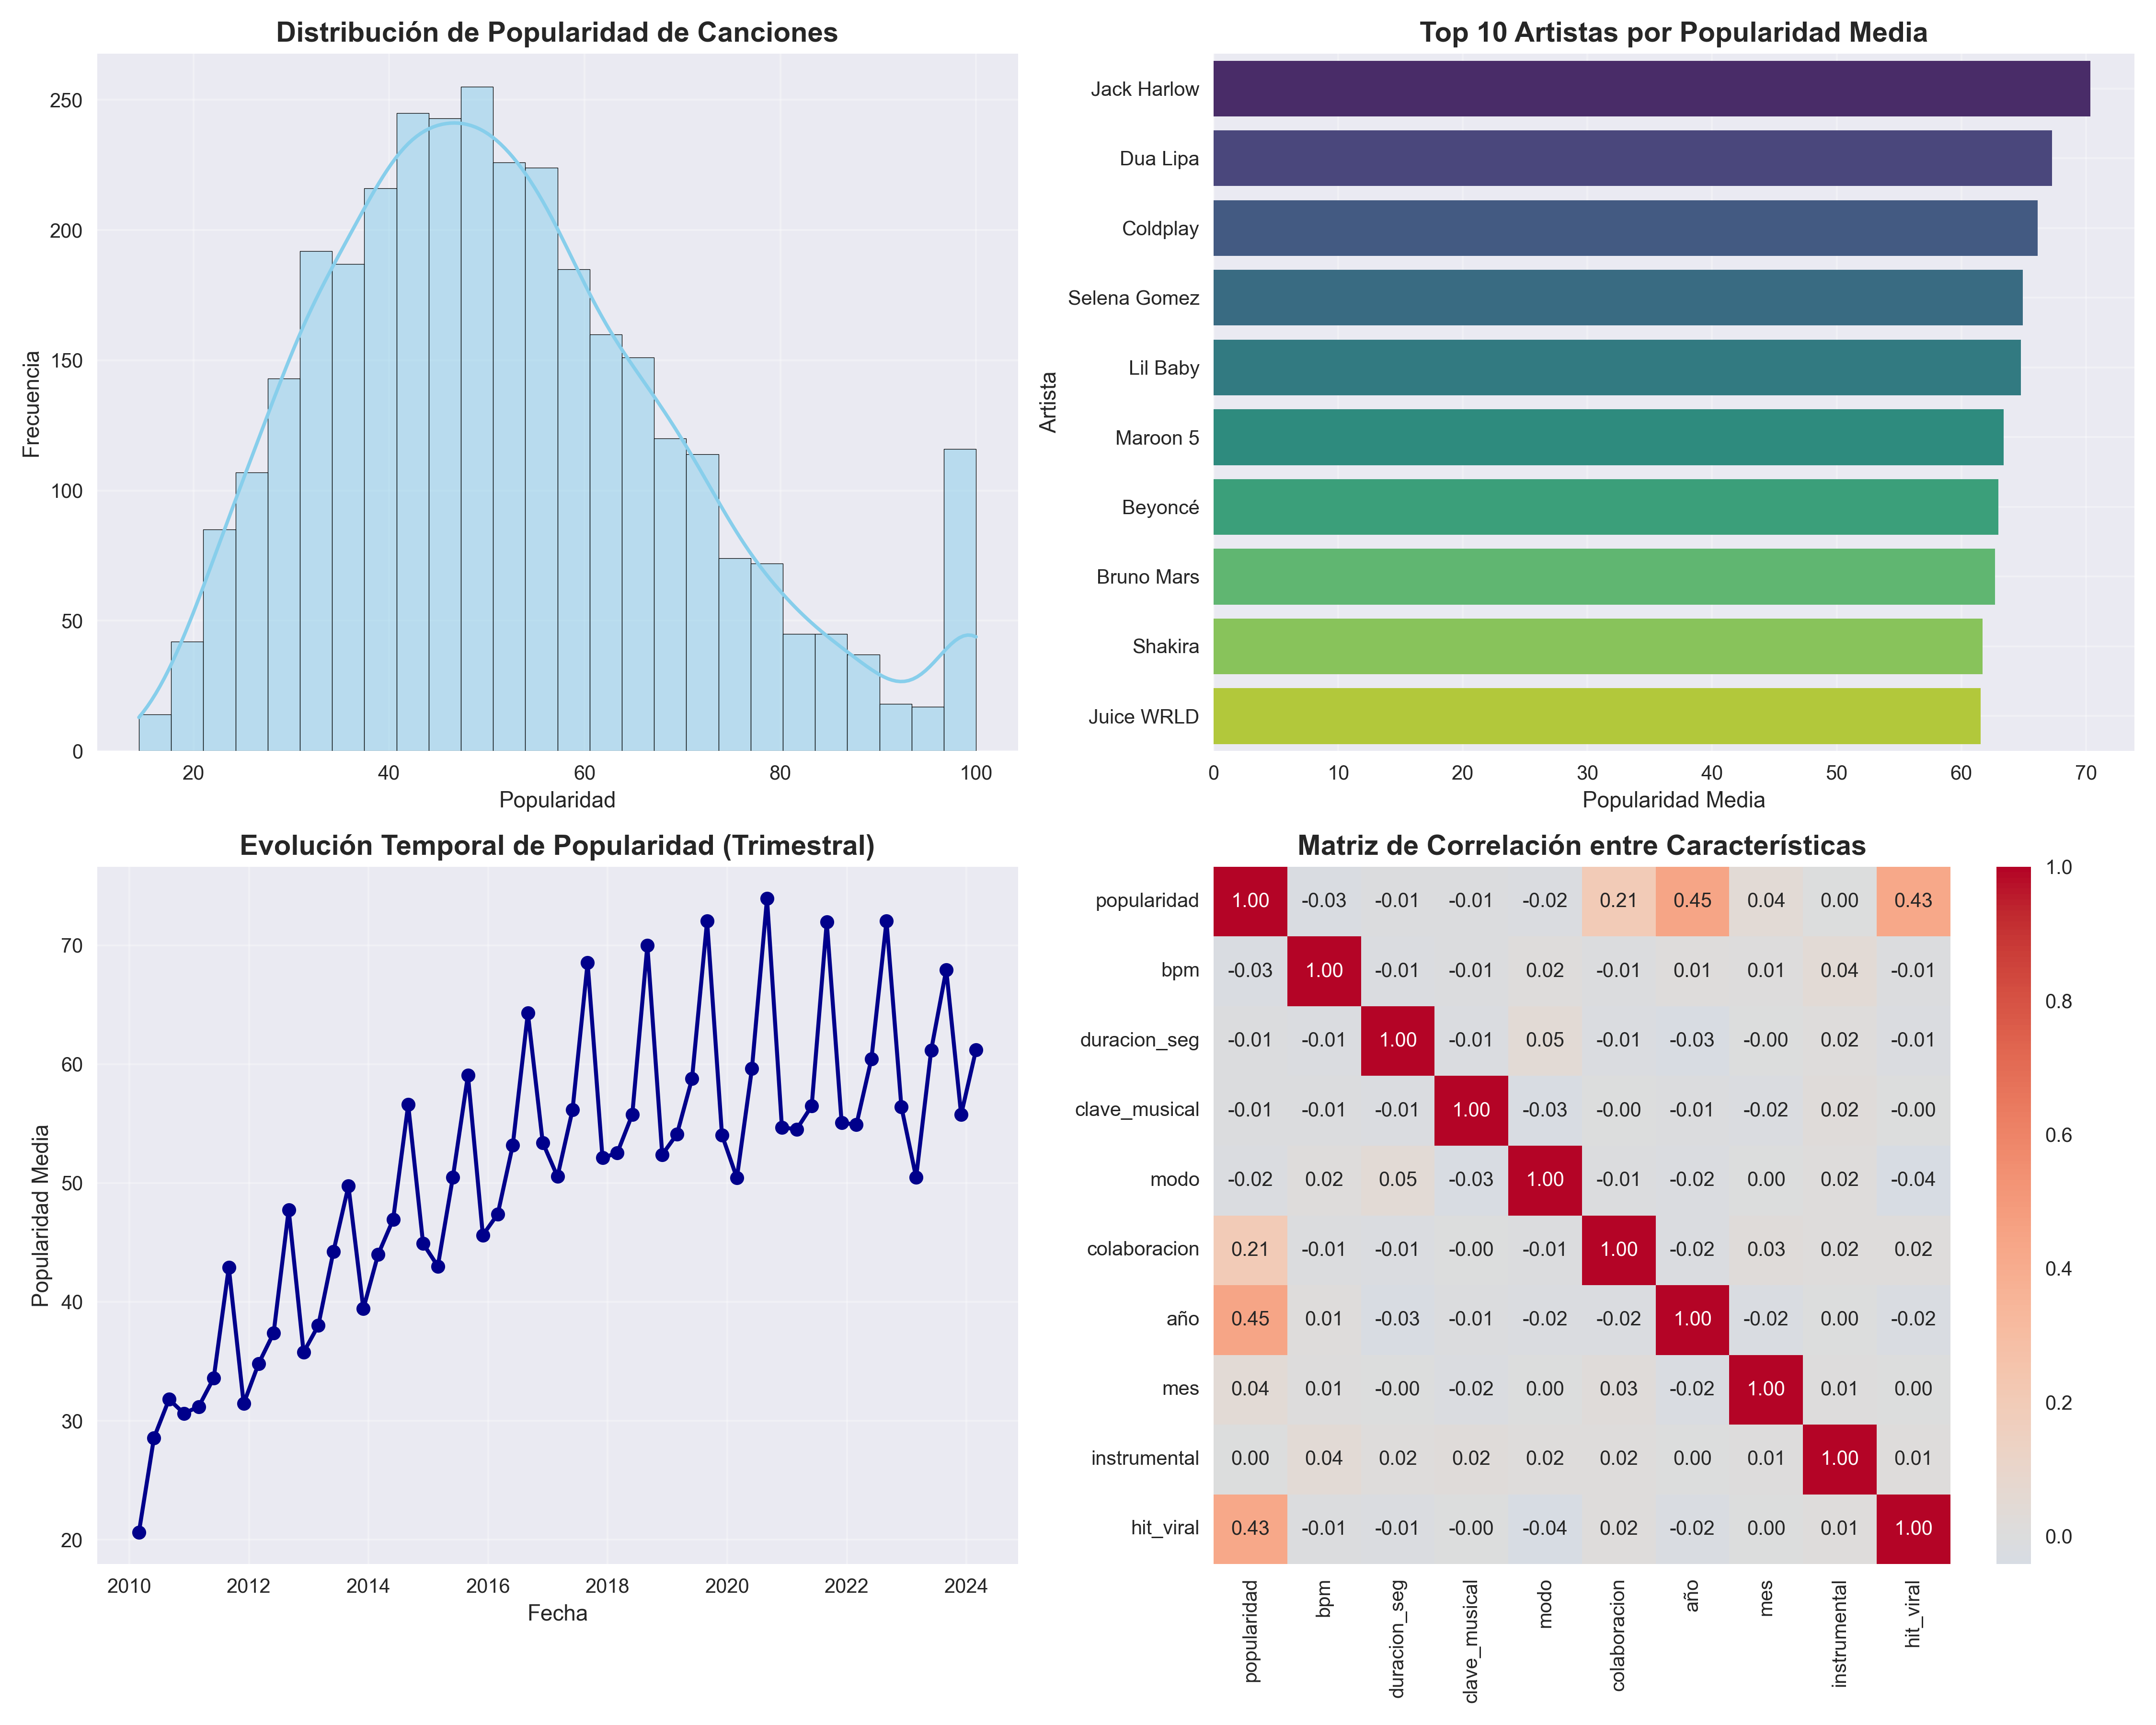 Distribución de Popularidad de Canciones
Frecuencia
250
200
150
100
50
0
20 40 60 80 100
Popularidad
Top 10 Artistas por Popularidad Media
Artista
Jack Harlow
Dua Lipa
Coldplay
Selena Gomez
Lil Baby
Maroon 5
Beyoncé
Bruno Mars
Shakira
Juice WRLD
0 10 20 30 40 50 60 70
Popularidad Media
Evolución Temporal de Popularidad (Trimestral)
Popularidad Media
70
60
50
40
30
20
2010 2012 2014 2016 2018 2020 2022 2024
Fecha
Matriz de Correlación entre Características
popularidad 1.00 -0.03 -0.01 -0.01 -0.02 0.21 0.45 0.04 0.00 0.43
bpm -0.03 1.00 -0.01 -0.01 0.02 -0.01 0.01 0.01 0.04 -0.01
duracion_seg -0.01 -0.01 1.00 -0.01 0.05 -0.01 -0.03 -0.00 0.02 -0.01
clave_musical -0.01 -0.01 -0.01 1.00 -0.03 -0.00 -0.01 -0.02 0.02 -0.00
modo -0.02 0.02 0.05 -0.03 1.00 -0.01 -0.02 0.00 0.02 -0.04
colaboracion 0.21 -0.01 -0.01 -0.00 -0.01 1.00 -0.02 0.03 0.02 0.02
año 0.45 0.01 -0.03 -0.01 -0.02 -0.02 1.00 -0.02 0.00 -0.02
mes 0.04 0.01 -0.00 -0.02 0.00 0.03 -0.02 1.00 0.01 0.00
instrumental 0.00 0.04 0.02 0.02 0.02 0.02 0.00 0.01 1.00 0.01
hit_viral 0.43 -0.01 -0.01 -0.00 -0.04 0.02 -0.02 0.00 0.01 1.00
popularidad
bpm
duracion_seg
clave_musical
modo
colaboracion
año
mes
instrumental
hit_viral
1.0
0.8
0.6
0.4
0.2
0.0